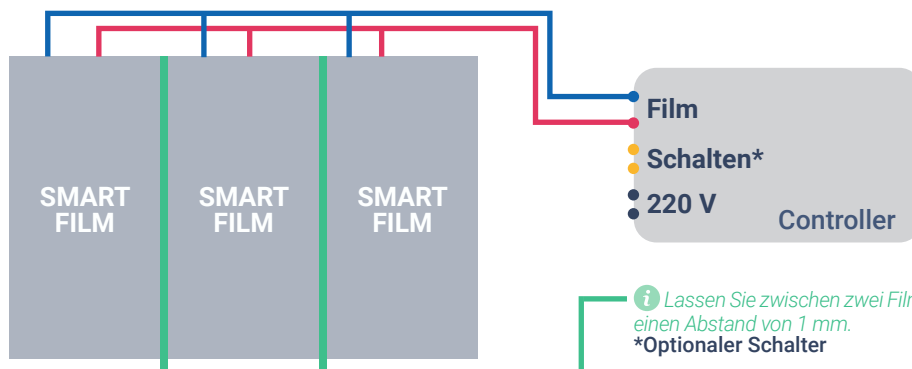 SMART
FILM
SMART
FILM
SMART
FILM
Film
Schalten*
220 V
Controller
i Lassen Sie zwischen zwei
einen Abstand von 1 mm.
*Optionaler Schalter